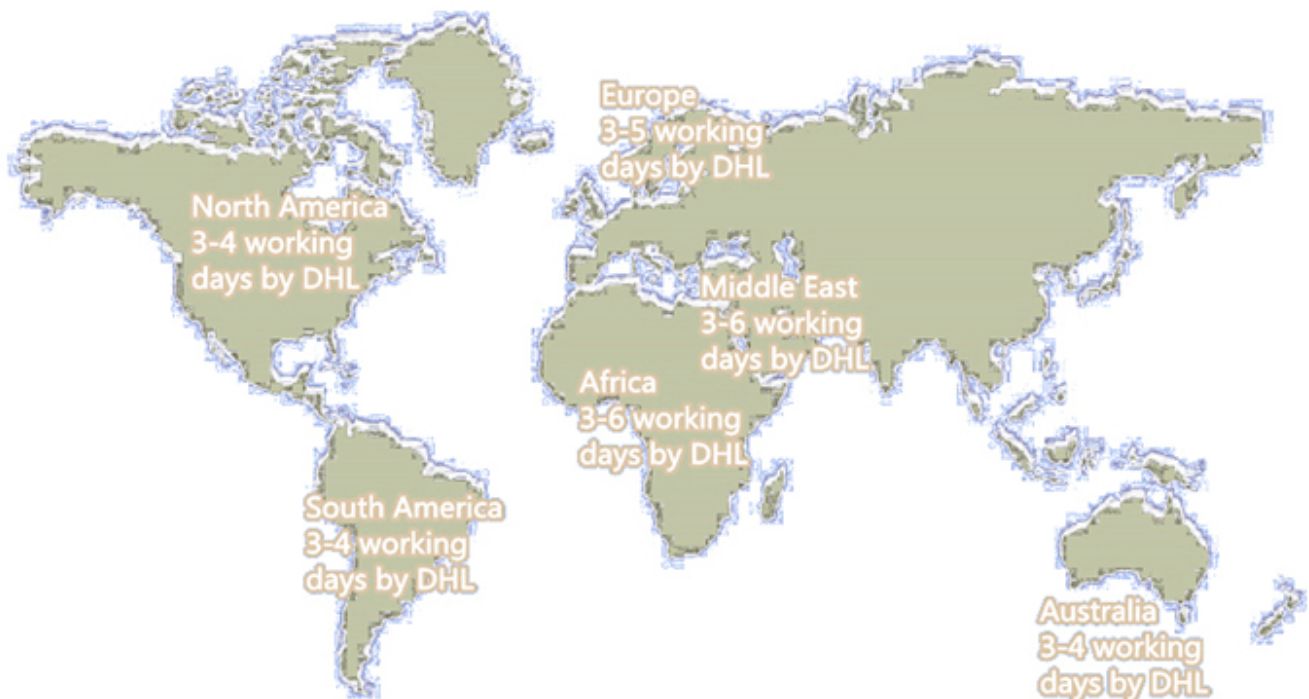 Europe
3-5 working
days by DHL
North America
3-4 working
days by DHL
Middle East
3-6 working
days by DHL
Africa
3-6 working
days by DHL
South America
3-4 working
days by DHL
Australia
3-4 working
days by DHL